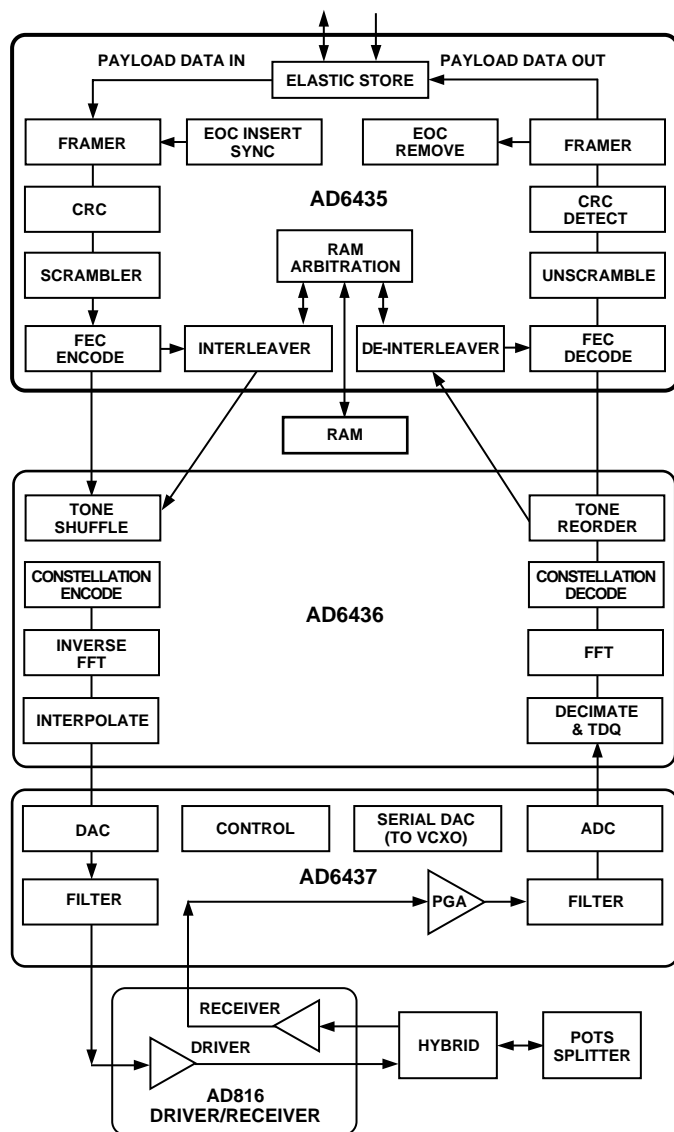 PAYLOAD DATA IN
PAYLOAD DATA OUT
ELASTIC STORE
FRAMER
EOC INSERT
SYNC
EOC
REMOVE
FRAMER
CRC
AD6435
CRC
DETECT
RAM
ARBITRATION
SCRAMBLER
UNSCRAMBLE
FEC
ENCODE
INTERLEAVER
DE-INTERLEAVER
FEC
DECODE
RAM
TONE
SHUFFLE
TONE
REORDER
CONSTELLATION
ENCODE
CONSTELLATION
DECODE
AD6436
INVERSE
FFT
FFT
INTERPOLATE
DECIMATE
& TDQ
DAC
CONTROL
SERIAL DAC
(TO VCXO)
ADC
AD6437
FILTER
PGA
FILTER
RECEIVER
DRIVER
HYBRID
POTS
SPLITTER
AD816
DRIVER/RECEIVER